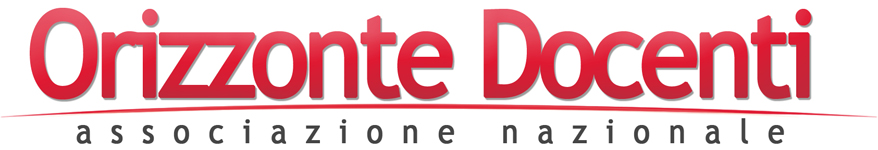 Orizzonte Docenti
associazione nazionale